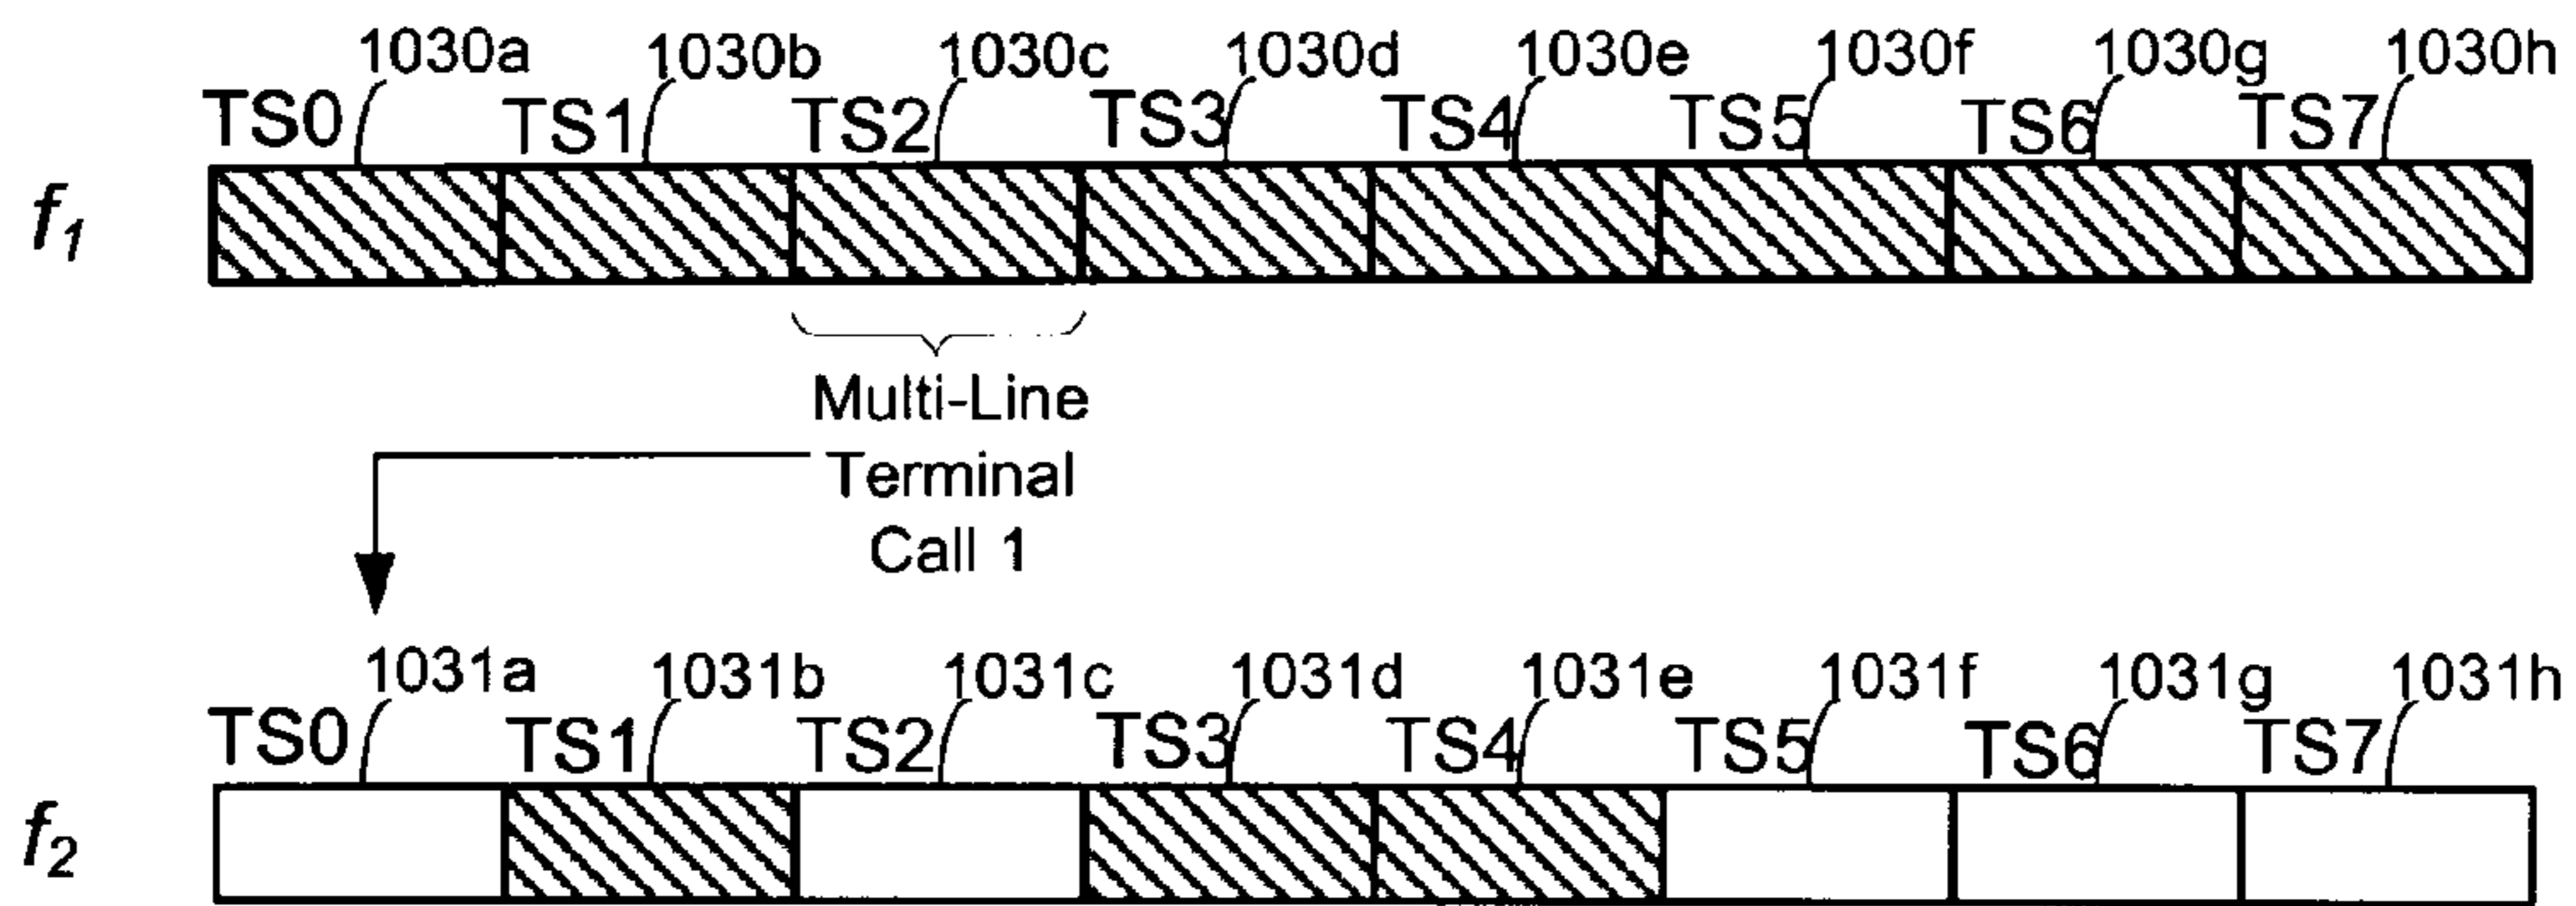 1030a 1030b 1030c 1030d 1030e 1030f 1030g 1030h
TS0 TS1 TS2 TS3 TS4 TS5 TS6 TS7
f1
Multi-Line
Terminal
Call 1
1031a 1031b 1031c 1031d 1031e 1031f 1031g 1031h
TS0 TS1 TS2 TS3 TS4 TS5 TS6 TS7
f2